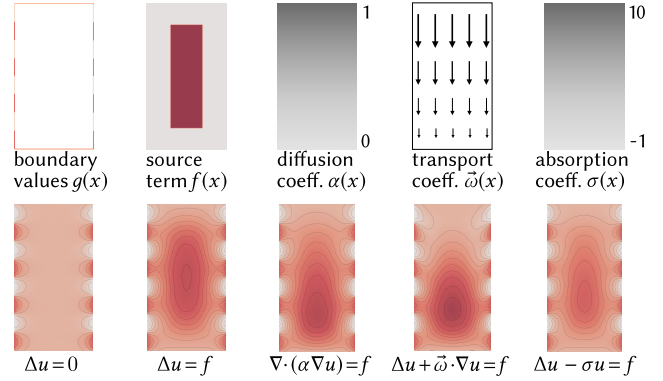 1
10
0
-1
boundary
values g(x)
source
term f(x)
diffusion
coeff. α(x)
transport
coeff. ω⃗(x)
absorption
coeff. σ(x)
Δu = 0
Δu = f
∇·(α∇u) = f
Δu + ω⃗·∇u = f
Δu − σu = f